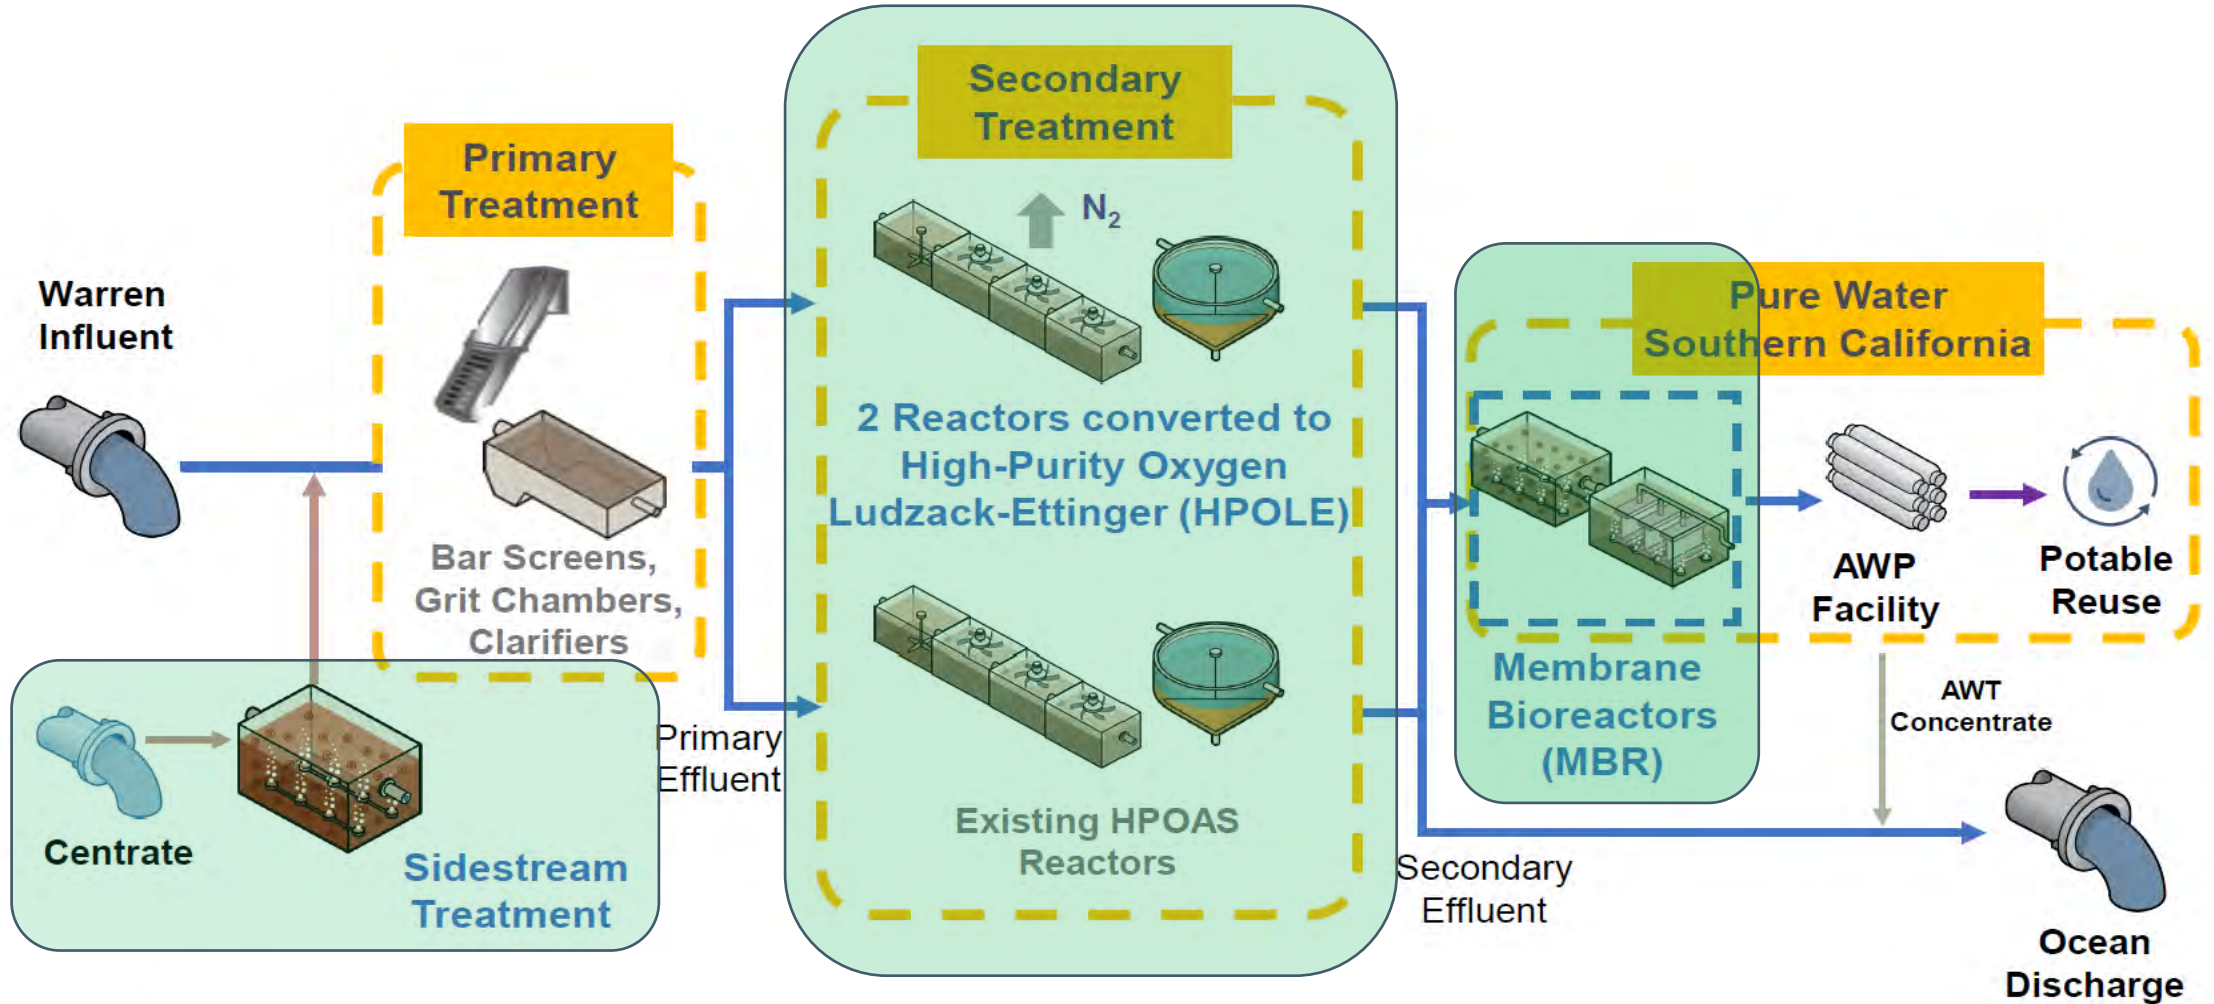 Secondary
Treatment
Primary
Treatment
N₂
Warren
Influent
Pure Water
Southern California
2 Reactors converted to
High-Purity Oxygen
Ludzack-Ettinger (HPOLE)
Bar Screens,
Grit Chambers,
Clarifiers
AWP
Facility
Potable
Reuse
Membrane
Bioreactors
(MBR)
AWT
Concentrate
Primary
Effluent
Existing HPOAS
Reactors
Centrate
Sidestream
Treatment
Secondary
Effluent
Ocean
Discharge